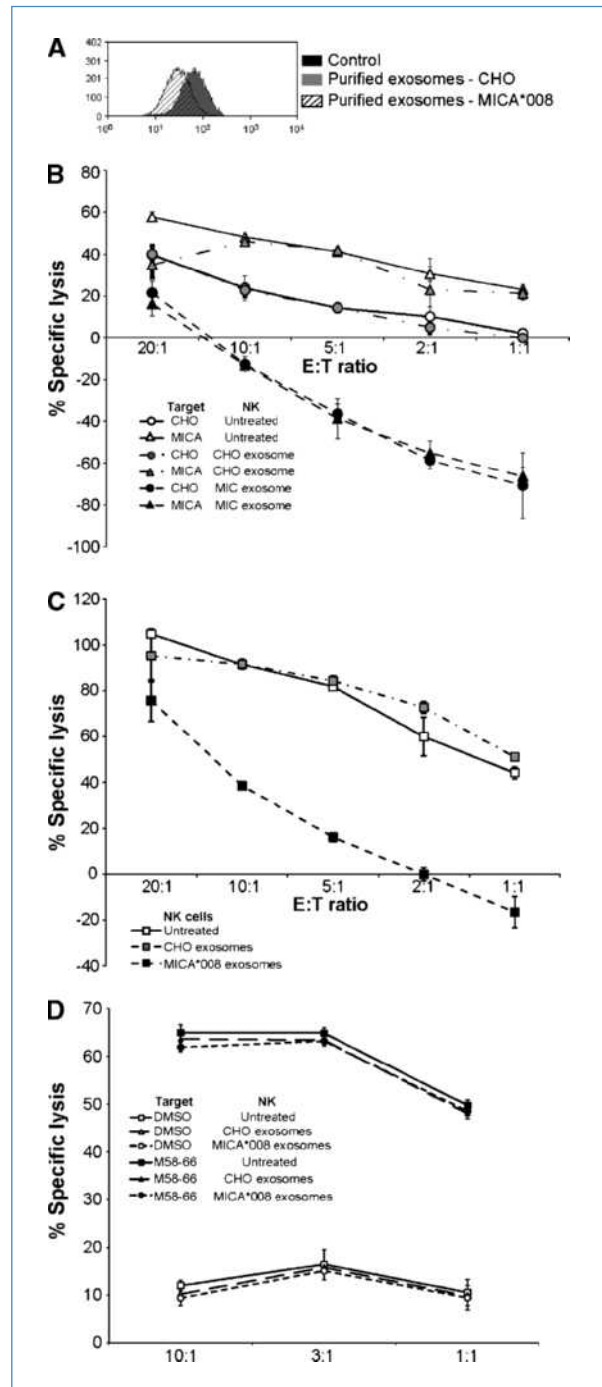 A
402
301
201
101
0
10⁰ 10¹ 10² 10³ 10⁴
Control
Purified exosomes - CHO
Purified exosomes - MICA*008
B
80
60
40
20
0
-20
-40
-60
-80
-100
% Specific lysis
20:1 10:1 5:1 2:1 1:1
E:T ratio
Target NK
CHO Untreated
MICA Untreated
CHO CHO exosome
MICA CHO exosome
CHO MIC exosome
MICA MIC exosome
C
120
100
80
60
40
20
0
-20
-40
% Specific lysis
20:1 10:1 5:1 2:1 1:1
E:T ratio
NK cells
Untreated
CHO exosomes
MICA*008 exosomes
D
70
60
50
40
30
20
10
0
% Specific lysis
Target NK
DMSO Untreated
DMSO CHO exosomes
DMSO MICA*008 exosomes
M58-66 Untreated
M58-66 CHO exosomes
M58-66 MICA*008 exosomes
10:1 3:1 1:1